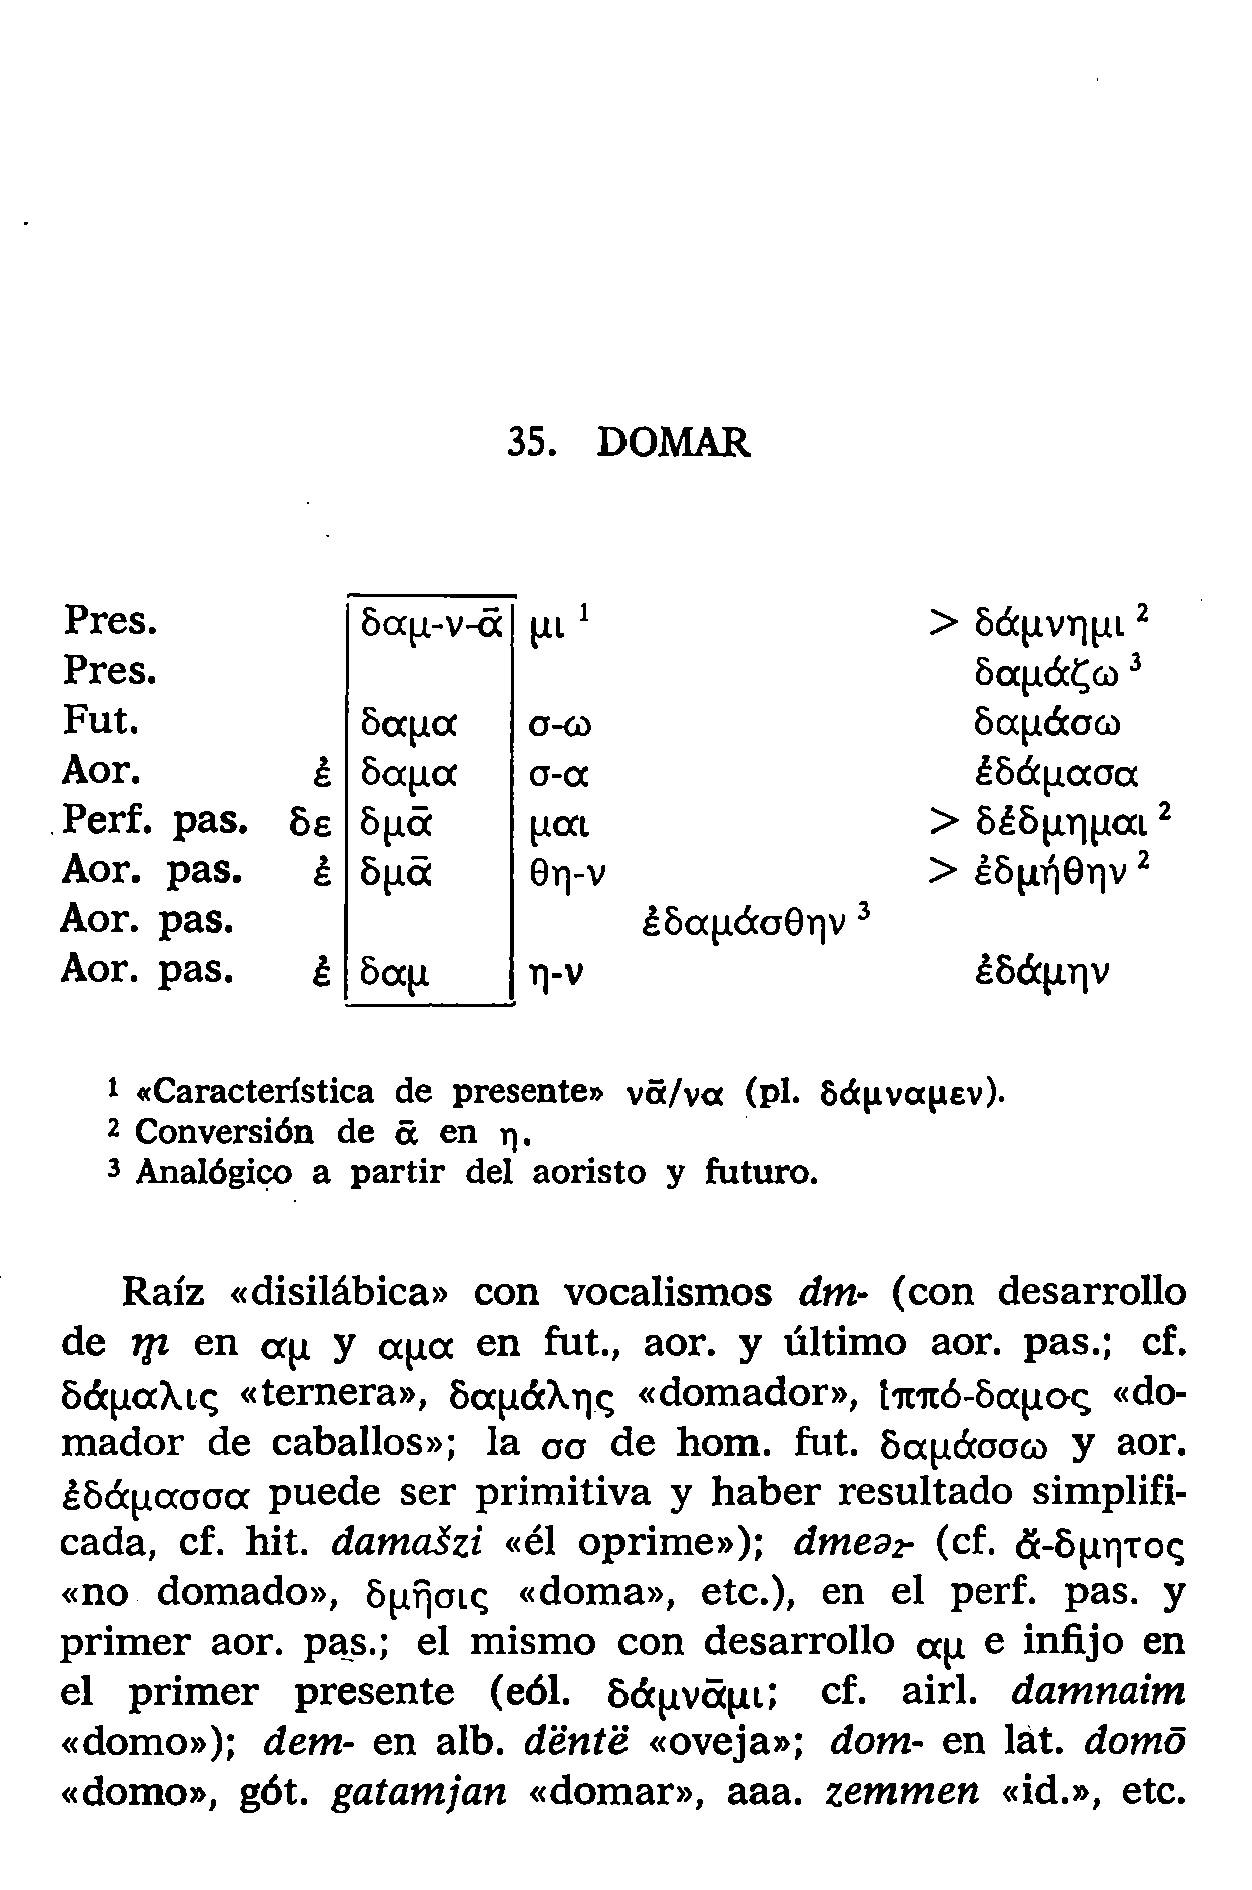 35. DOMAR
Pres. δαμ-ν-ᾱ μι ¹ > δάμνημι ²
Pres. δαμάζω ³
Fut. δαμα σ-ω δαμάσω
Aor. ἐ δαμα σ-α ἐδάμασα
Perf. pas. δε δμᾱ μαι > δέδμημαι ²
Aor. pas. ἐ δμᾱ θη-ν > ἐδμήθην ²
Aor. pas. ἐδαμάσθην ³
Aor. pas. ἐ δαμ η-ν ἐδάμην
¹ «Característica de presente» νᾱ/να (pl. δάμναμεν).
² Conversión de ᾱ en η.
³ Analógico a partir del aoristo y futuro.
Raíz «disilábica» con vocalismos dm- (con desarrollo
de m̥ en αμ y αμα en fut., aor. y último aor. pas.; cf.
δάμαλις «ternera», δαμάλης «domador», ἱππό-δαμος «do-
mador de caballos»; la σσ de hom. fut. δαμάσσω y aor.
ἐδάμασσα puede ser primitiva y haber resultado simplifi-
cada, cf. hit. damašzi «él oprime»); dmeə₂- (cf. ἄ-δμητος
«no domado», δμῆσις «doma», etc.), en el perf. pas. y
primer aor. pas.; el mismo con desarrollo αμ e infijo en
el primer presente (eól. δάμνᾱμι; cf. airl. damnaim
«domo»); dem- en alb. dëntë «oveja»; dom- en lat. domō
«domo», gót. gatamjan «domar», aaa. zemmen «id.», etc.